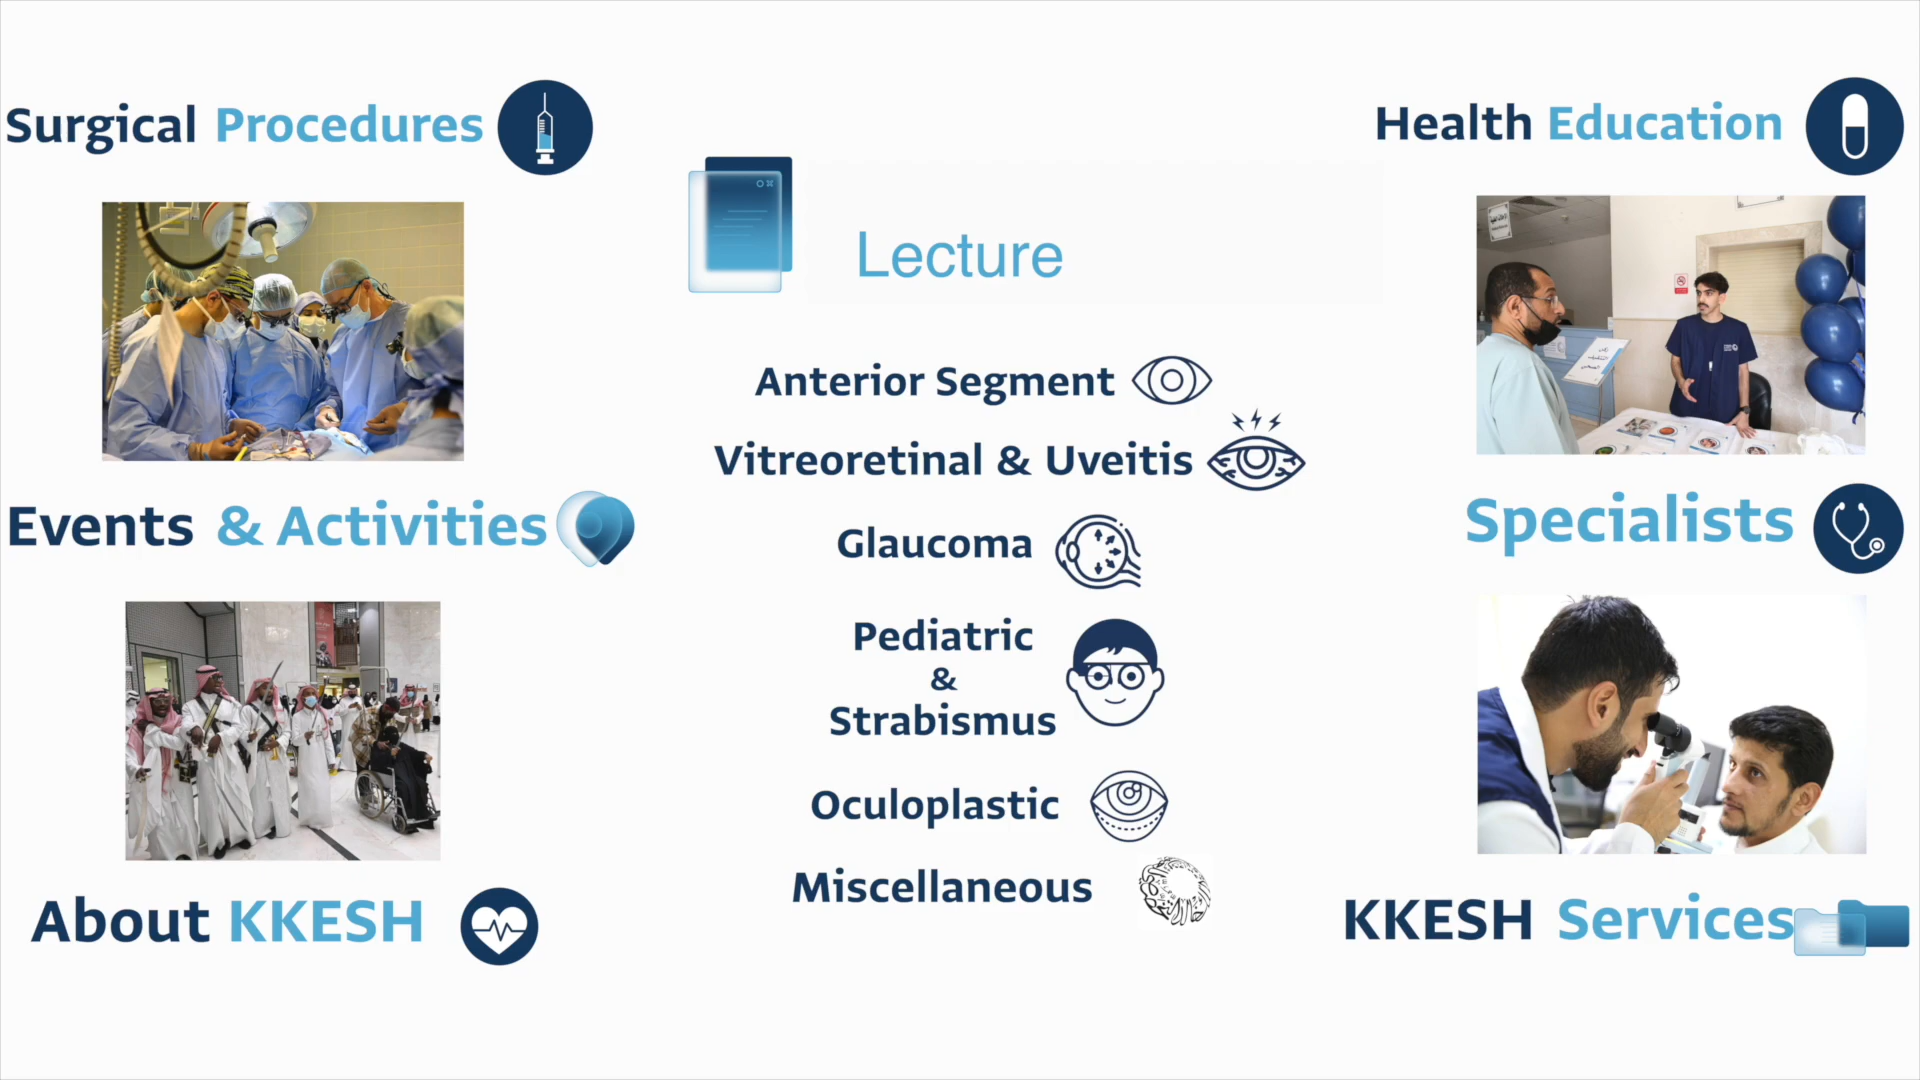 Surgical Procedures
Health Education
Lecture
Anterior Segment
Vitreoretinal & Uveitis
Glaucoma
Pediatric
&
Strabismus
Oculoplastic
Miscellaneous
Events & Activities
Specialists
About KKESH
KKESH Services